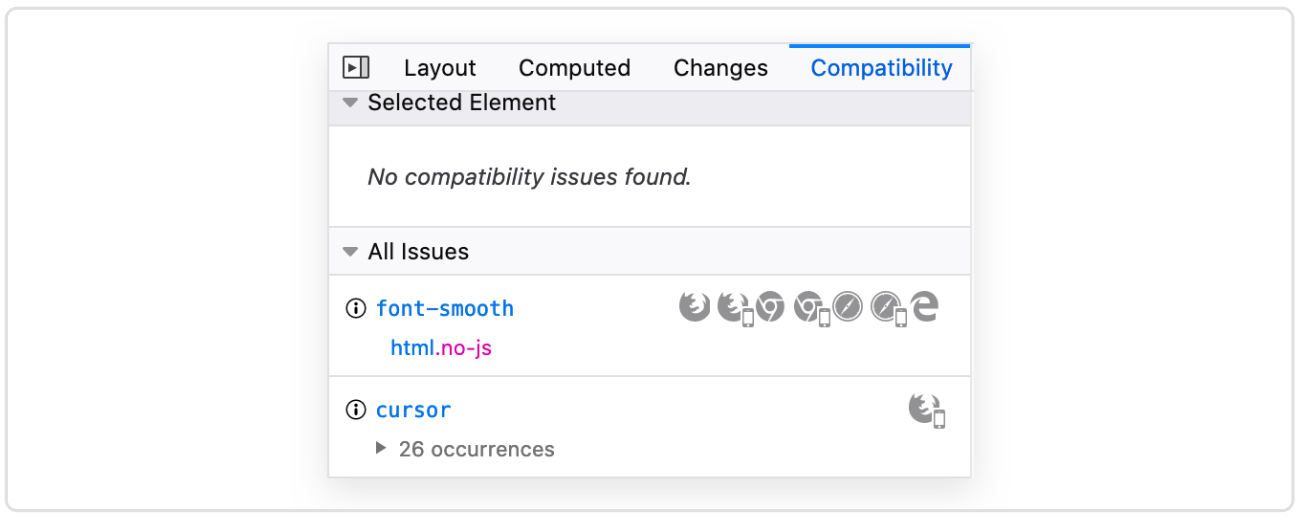 Layout Computed Changes Compatibility
Selected Element
No compatibility issues found.
All Issues
font-smooth
html.no-js
cursor
26 occurrences